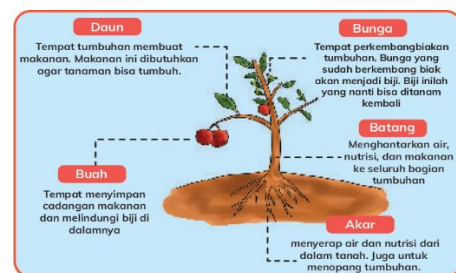 Daun
Tempat tumbuhan membuat
makanan. Makanan ini dibutuhkan
agar tanaman bisa tumbuh.
Bunga
Tempat perkembangbiakan
tumbuhan. Bunga yang
sudah berkembang biak
akan menjadi biji. Biji inilah
yang nanti bisa ditanam
kembali
Batang
Menghantarkan air,
nutrisi, dan makanan
ke seluruh bagian
tumbuhan
Buah
Tempat menyimpan
cadangan makanan
dan melindungi biji di
dalamnya
Akar
menyerap air dan nutrisi dari
dalam tanah. Juga untuk
menopang tumbuhan.